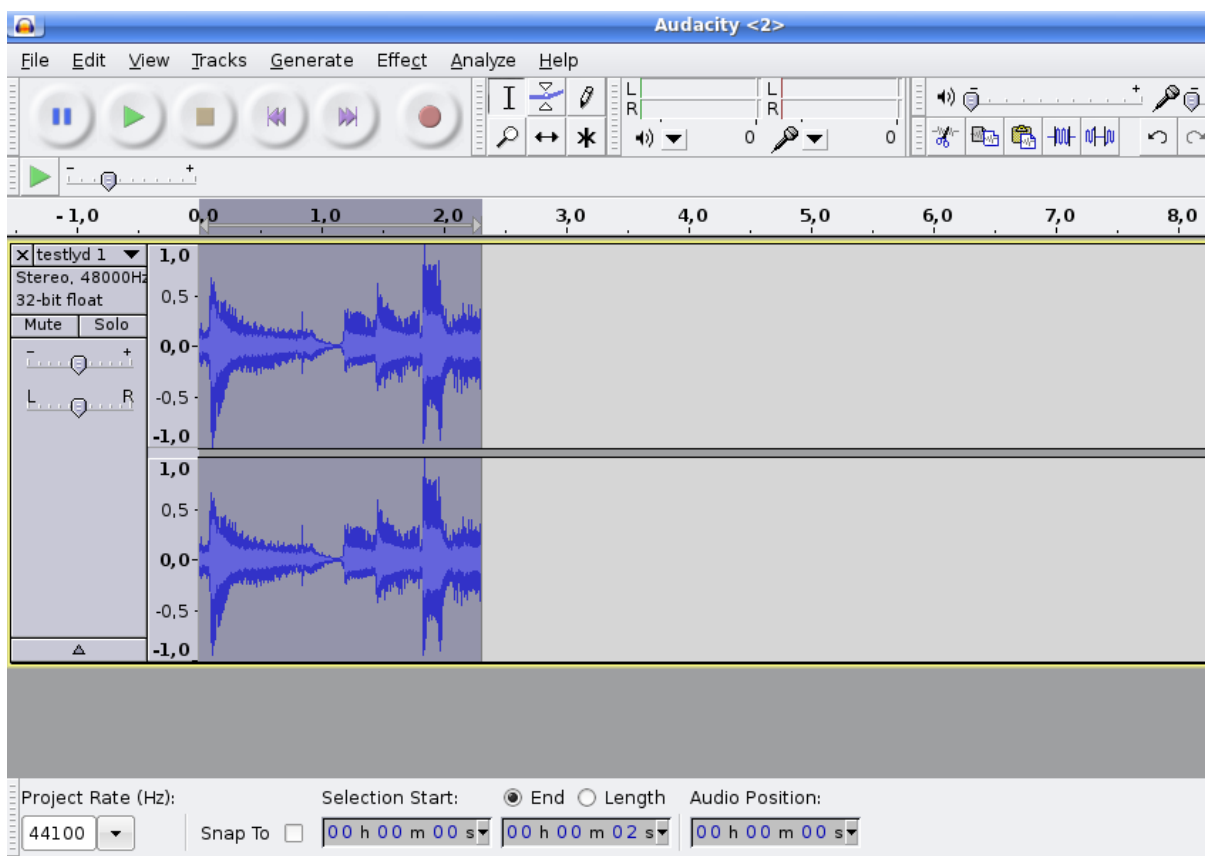 Audacity <2>
File Edit View Tracks Generate Effect Analyze Help
L L
R R
0 0
- +
- 1,0 0,0 1,0 2,0 3,0 4,0 5,0 6,0 7,0 8,0
testlyd 1
Stereo, 48000Hz
32-bit float
Mute Solo
- +
L R
1,0
0,5
0,0
-0,5
-1,0
1,0
0,5
0,0
-0,5
-1,0
Project Rate (Hz): Selection Start: End Length Audio Position:
44100 Snap To 00 h 00 m 00 s 00 h 00 m 02 s 00 h 00 m 00 s